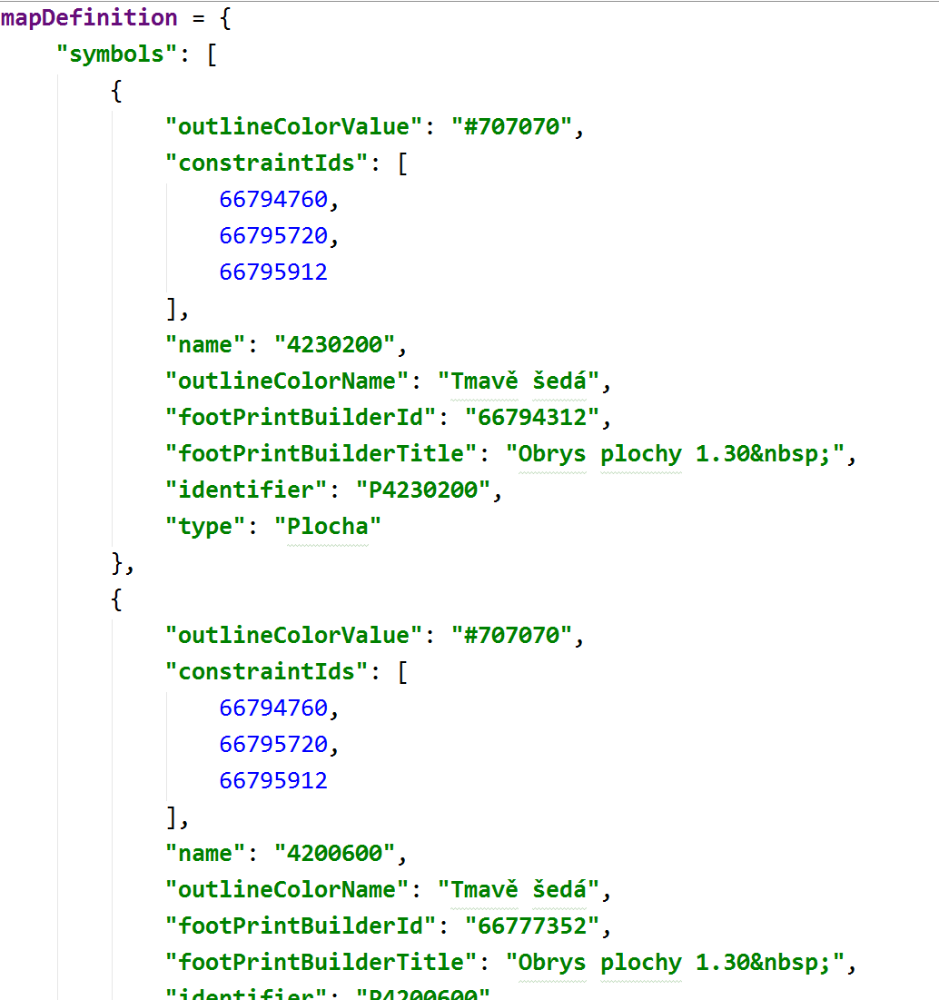 mapDefinition = {
"symbols": [
{
"outlineColorValue": "#707070",
"constraintIds": [
66794760,
66795720,
66795912
],
"name": "4230200",
"outlineColorName": "Tmavě šedá",
"footPrintBuilderId": "66794312",
"footPrintBuilderTitle": "Obrys plochy 1.30&nbsp;",
"identifier": "P4230200",
"type": "Plocha"
},
{
"outlineColorValue": "#707070",
"constraintIds": [
66794760,
66795720,
66795912
],
"name": "4200600",
"outlineColorName": "Tmavě šedá",
"footPrintBuilderId": "66777352",
"footPrintBuilderTitle": "Obrys plochy 1.30&nbsp;",
"identifier": "P4200600"